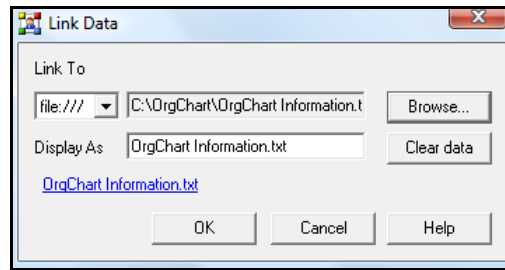 Link Data
Link To
file:/// C:\OrgChart\OrgChart Information.t Browse...
Display As OrgChart Information.txt Clear data
OrgChart Information.txt
OK Cancel Help